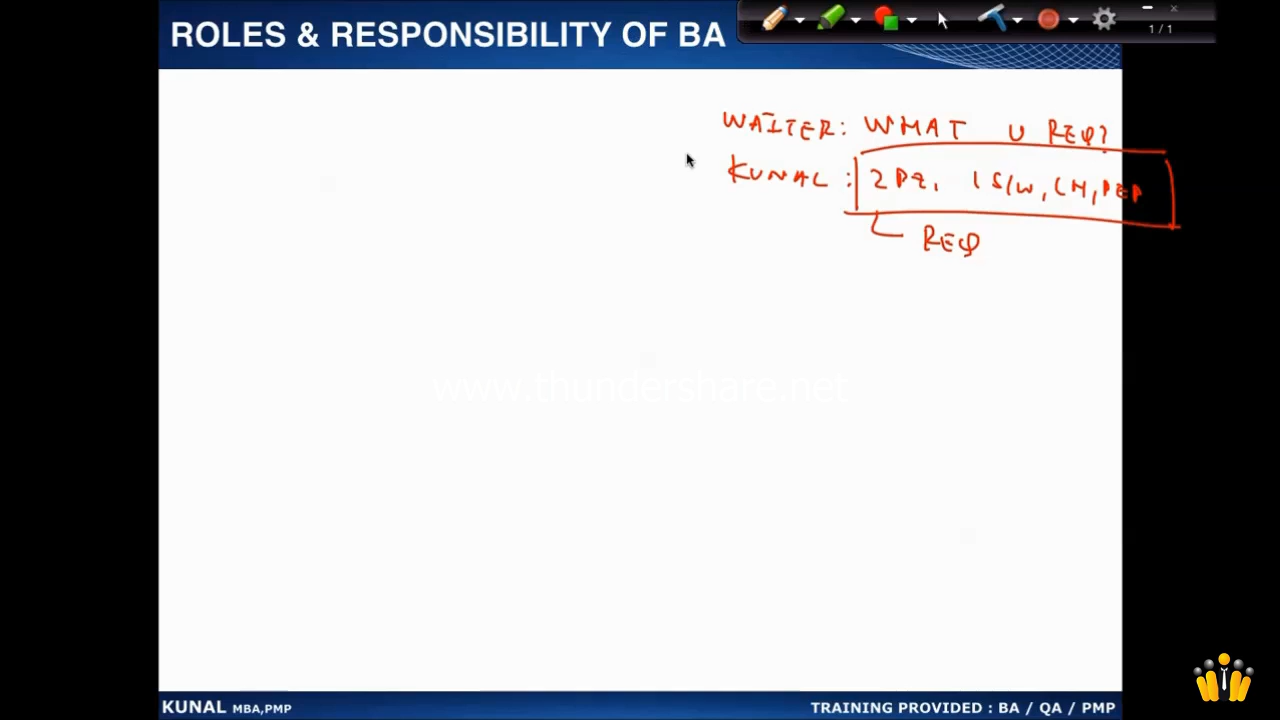 ROLES & RESPONSIBILITY OF BA
1/1
WAITER: WHAT U REQ?
KUNAL: 2 PZ, 1 S/W, CH, PEP
REQ
www.thundershare.net
KUNAL MBA,PMP
TRAINING PROVIDED : BA / QA / PMP